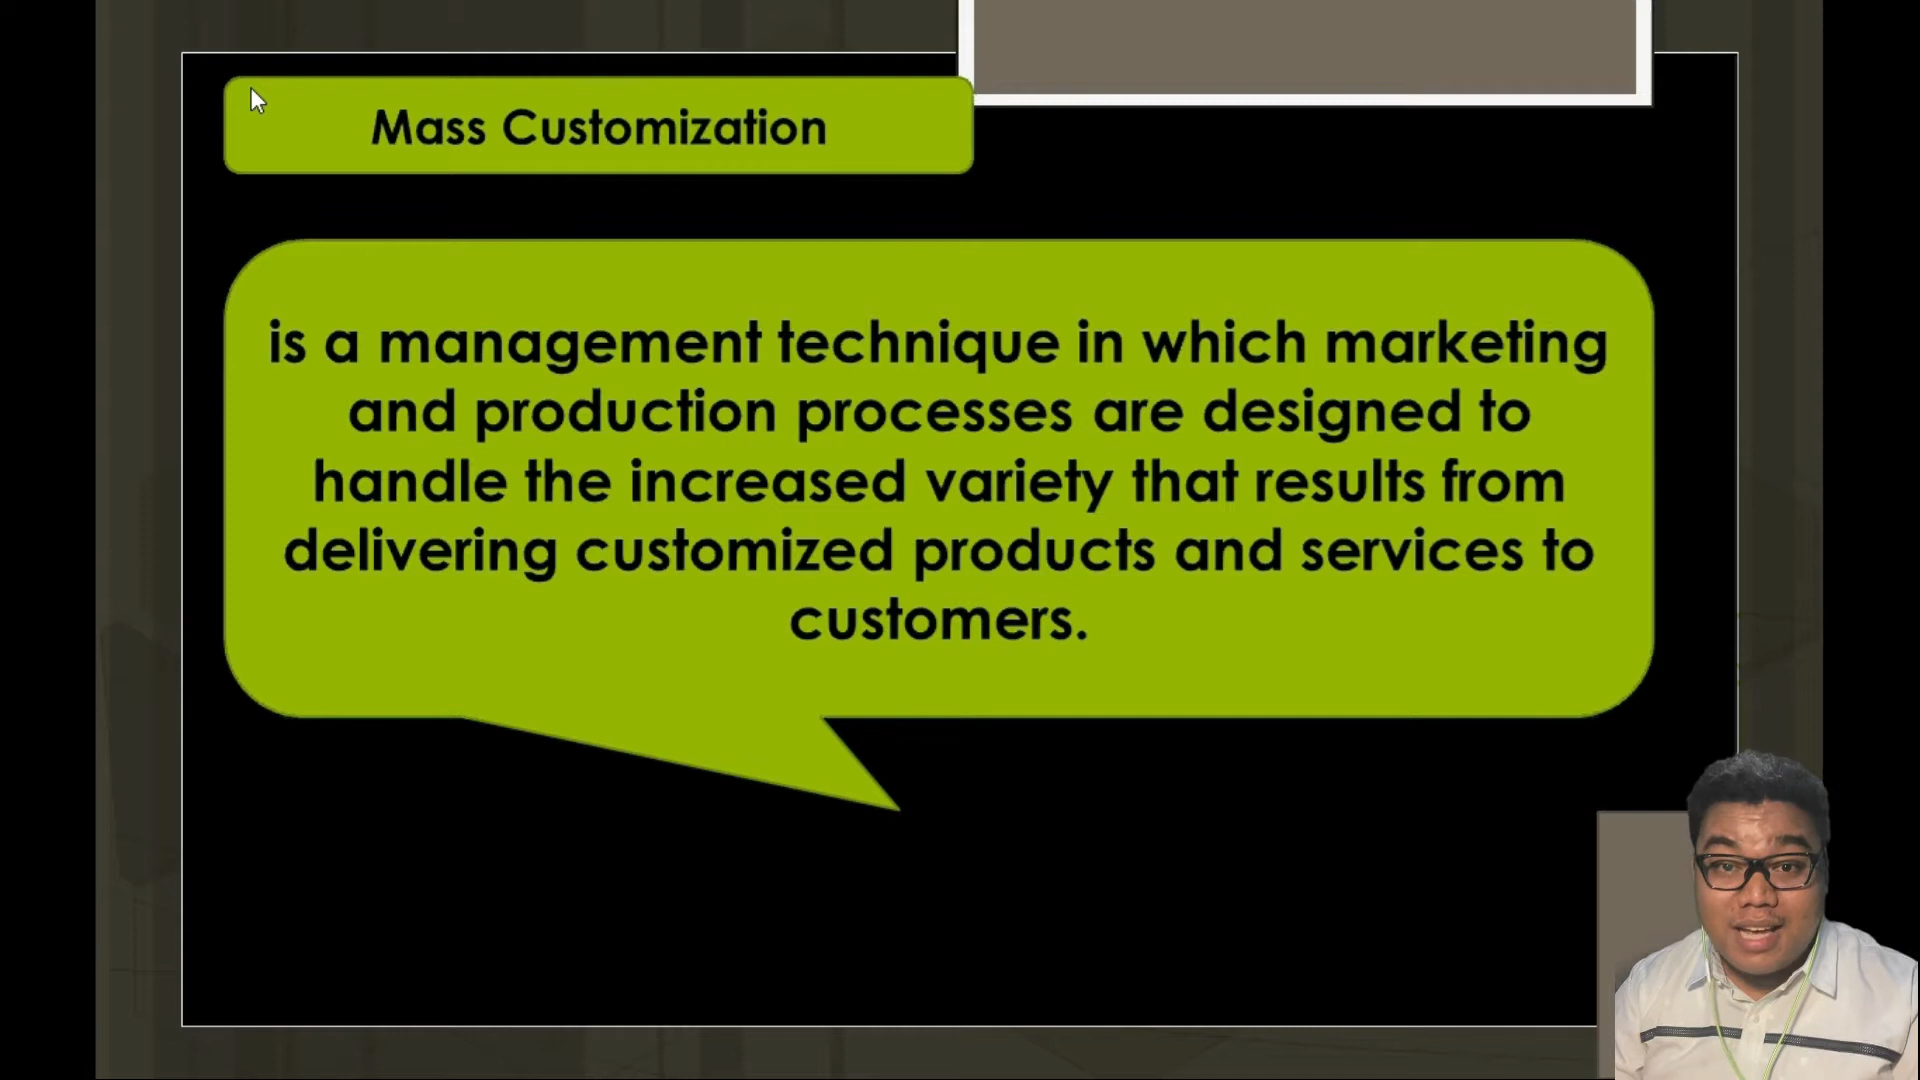 Mass Customization
is a management technique in which marketing
and production processes are designed to
handle the increased variety that results from
delivering customized products and services to
customers.